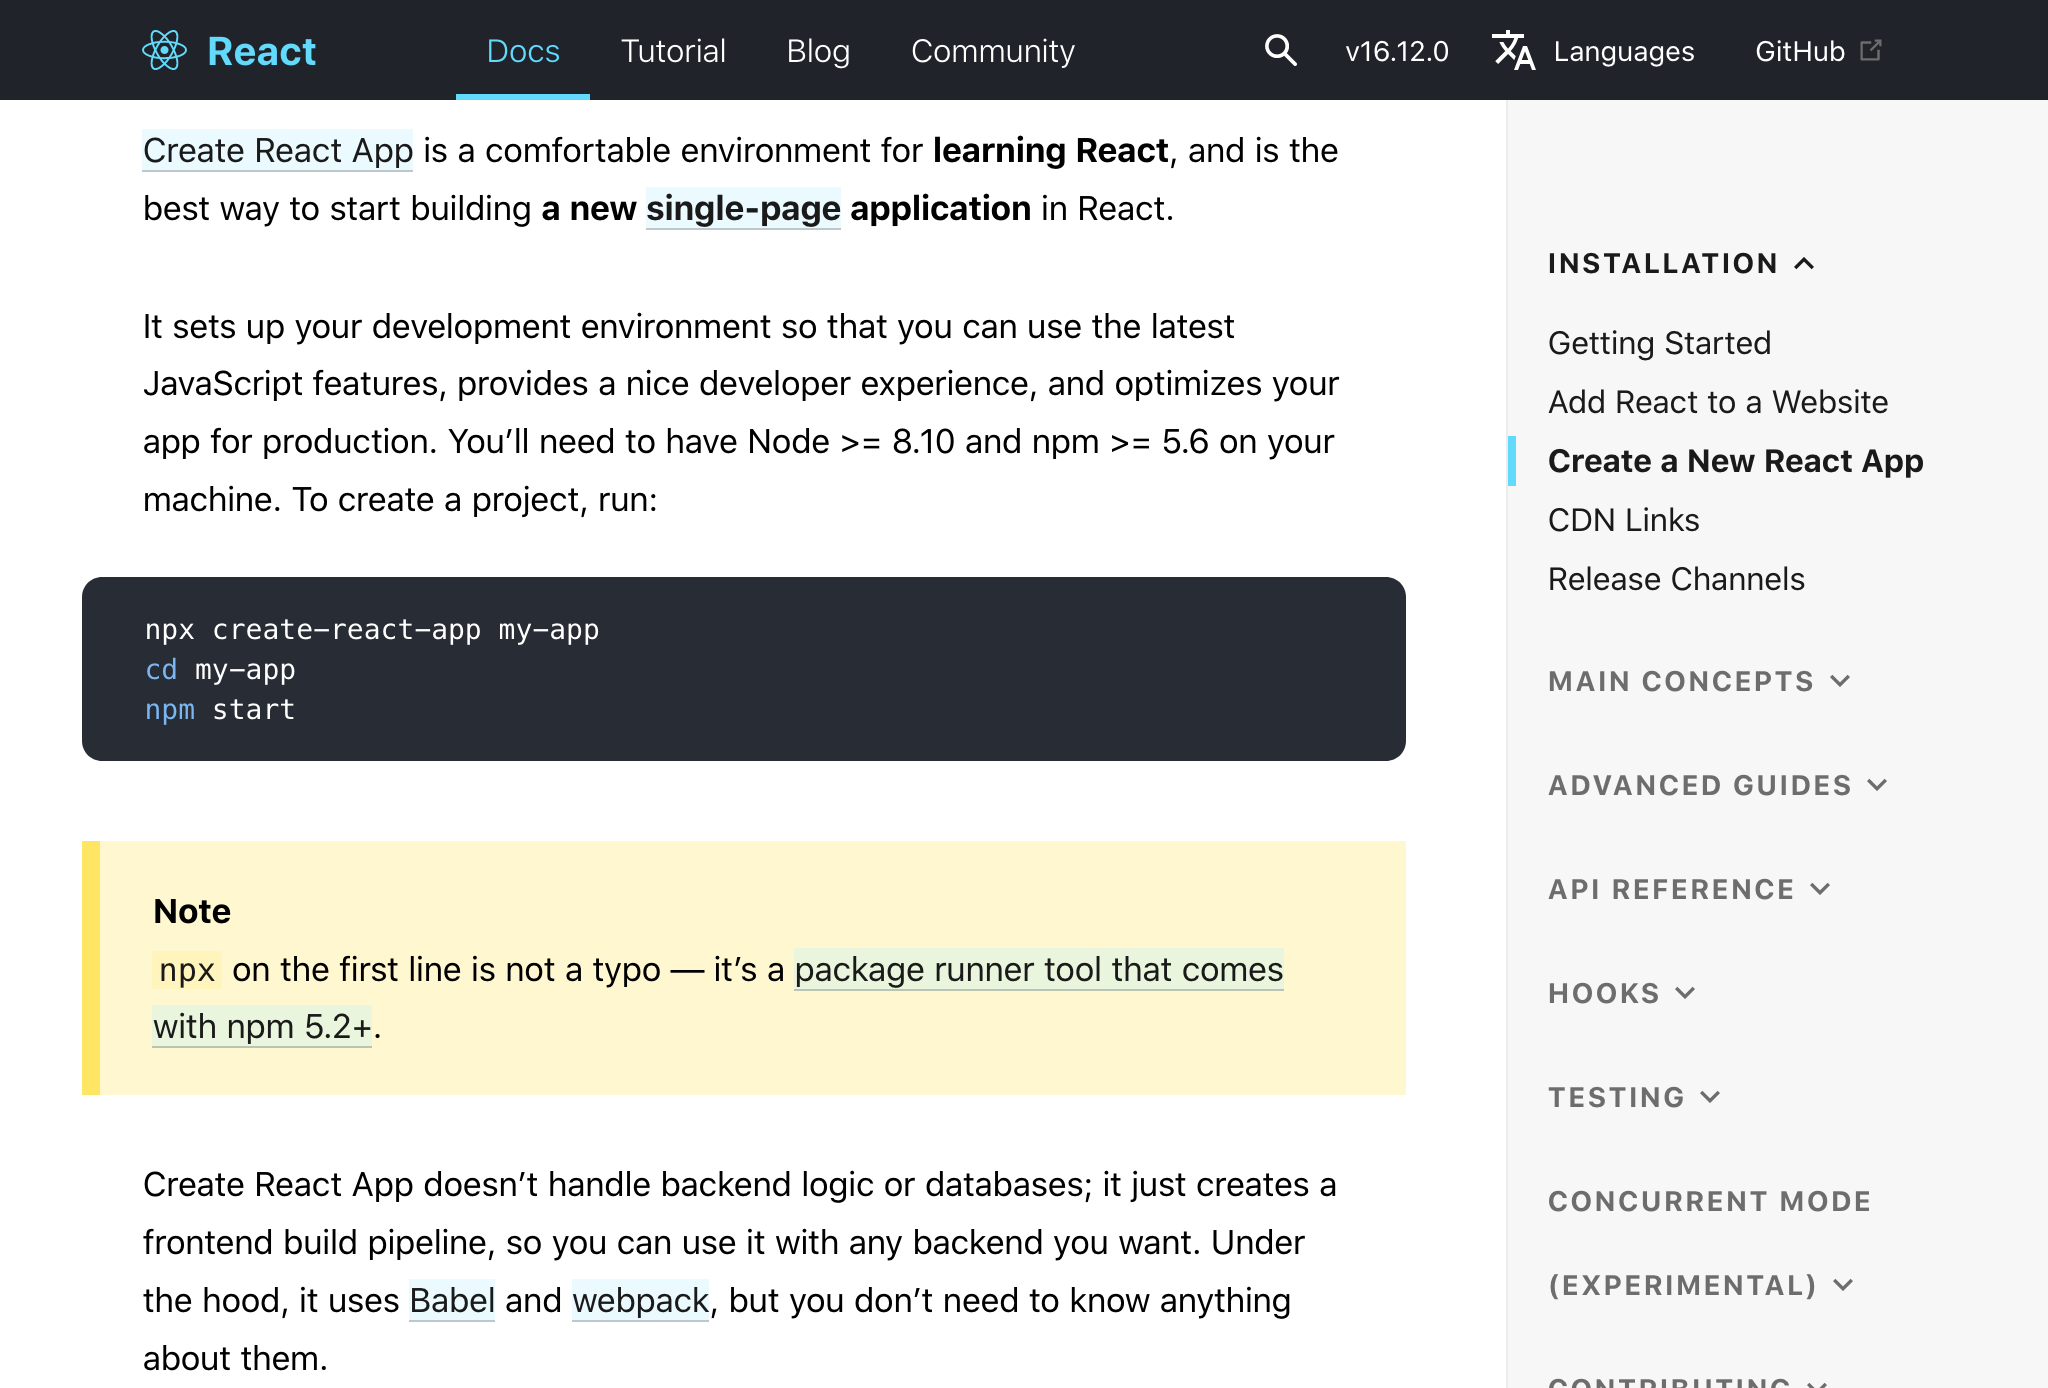 React
Docs
Tutorial
Blog
Community
v16.12.0
Languages
GitHub
Create React App is a comfortable environment for learning React, and is the
best way to start building a new single-page application in React.
It sets up your development environment so that you can use the latest
JavaScript features, provides a nice developer experience, and optimizes your
app for production. You’ll need to have Node >= 8.10 and npm >= 5.6 on your
machine. To create a project, run:
npx create-react-app my-app
cd my-app
npm start
Note
npx on the first line is not a typo — it’s a package runner tool that comes
with npm 5.2+.
Create React App doesn’t handle backend logic or databases; it just creates a
frontend build pipeline, so you can use it with any backend you want. Under
the hood, it uses Babel and webpack, but you don’t need to know anything
about them.
INSTALLATION
Getting Started
Add React to a Website
Create a New React App
CDN Links
Release Channels
MAIN CONCEPTS
ADVANCED GUIDES
API REFERENCE
HOOKS
TESTING
CONCURRENT MODE
(EXPERIMENTAL)
CONTRIBUTING